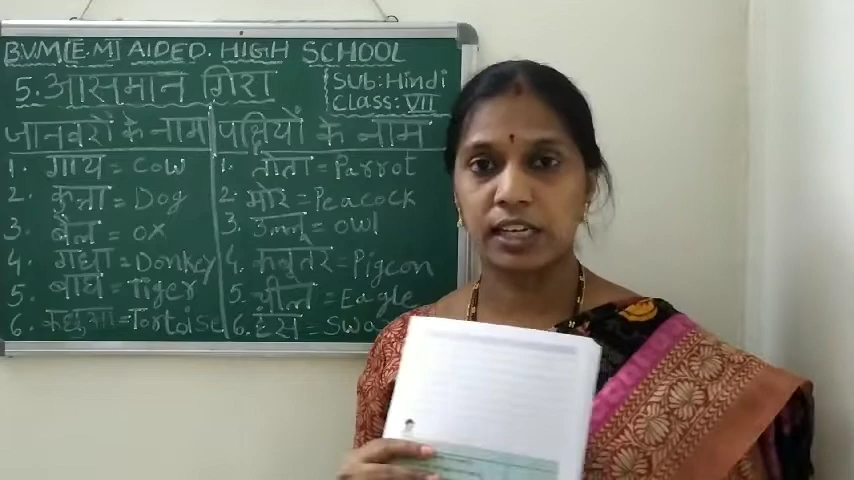 BVM(E.M) AIDED. HIGH SCHOOL
5. आसमान गिरा
Sub: Hindi
Class: VII
जानवरों के नाम
1. गाय = Cow
2. कुत्ता = Dog
3. बैल = OX
4. गधा = Donkey
5. बाघ = Tiger
6. कछुया = Tortoise
पक्षियों के नाम
1. तोता = Parrot
2. मोर = Peacock
3. उल्लू = owl
4. कबूतर = Pigeon
5. चील = Eagle
6. हंस = Swa